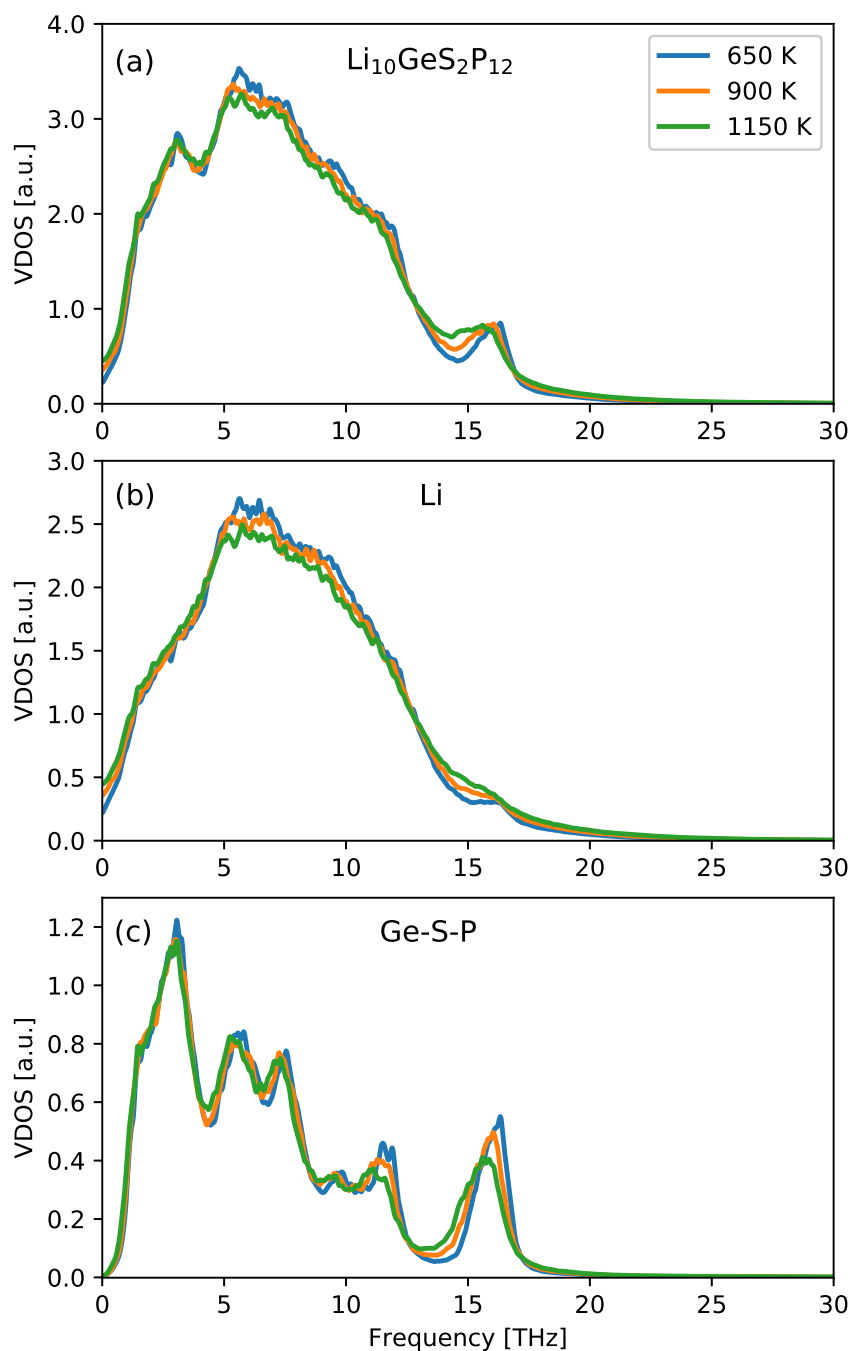 4.0
(a)
Li₁₀GeS₂P₁₂
650 K
900 K
1150 K
3.0
2.0
1.0
0.0
VDOS [a.u.]
0 5 10 15 20 25 30
3.0
(b)
Li
2.5
2.0
1.5
1.0
0.5
0.0
VDOS [a.u.]
0 5 10 15 20 25 30
(c)
Ge-S-P
1.2
1.0
0.8
0.6
0.4
0.2
0.0
VDOS [a.u.]
0 5 10 15 20 25 30
Frequency [THz]